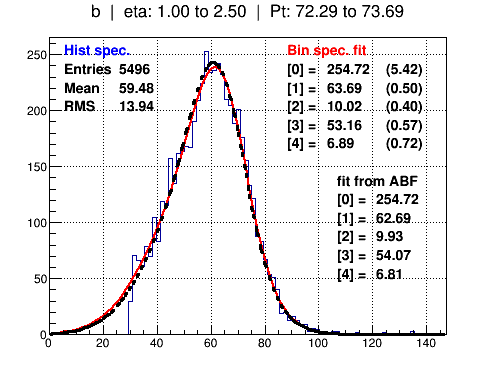 b | eta: 1.00 to 2.50 | Pt: 72.29 to 73.69
Hist spec.
Entries 5496
Mean 59.48
RMS 13.94
Bin spec. fit
[0] = 254.72 (5.42)
[1] = 63.69 (0.50)
[2] = 10.02 (0.40)
[3] = 53.16 (0.57)
[4] = 6.89 (0.72)
fit from ABF
[0] = 254.72
[1] = 62.69
[2] = 9.93
[3] = 54.07
[4] = 6.81
250
200
150
100
50
0
0 20 40 60 80 100 120 140